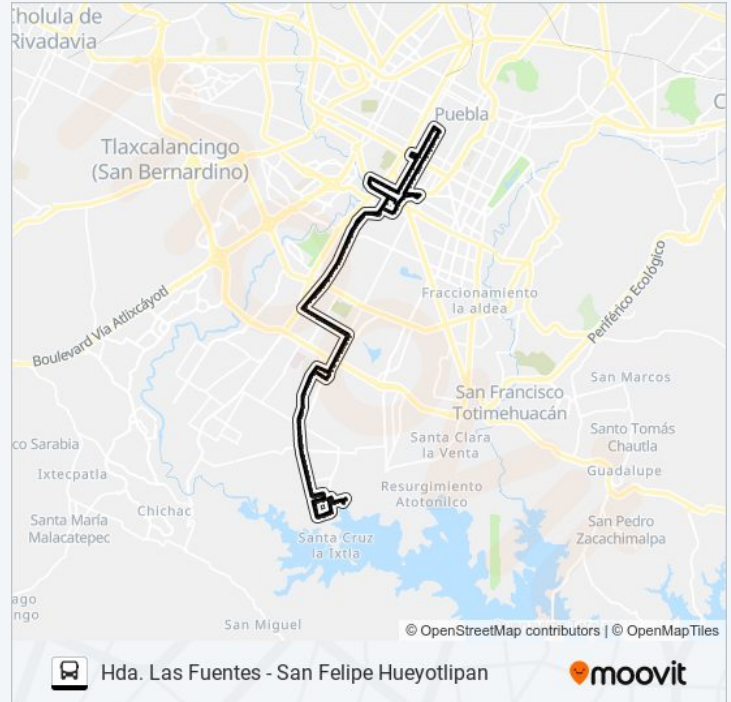 Cholula de
Rivadavia
Puebla
C
Tlaxcalancingo
(San Bernardino)
Fraccionamiento
la aldea
Periférico Ecológico
Boulevard Vía Atlixcáyotl
San Marcos
San Francisco
Totimehuacán
Santo Tomás
Chautla
co Sarabia
Santa Clara
la Venta
Guadalupe
Ixtecpatla
Resurgimiento
Atotonilco
Chichac
Santa María
Malacatepec
San Pedro
Zacachimalpa
Santa Cruz
la Ixtla
ago
ngo
San Miguel
© OpenStreetMap contributors | © OpenMapTiles
Hda. Las Fuentes - San Felipe Hueyotlipan
moovit